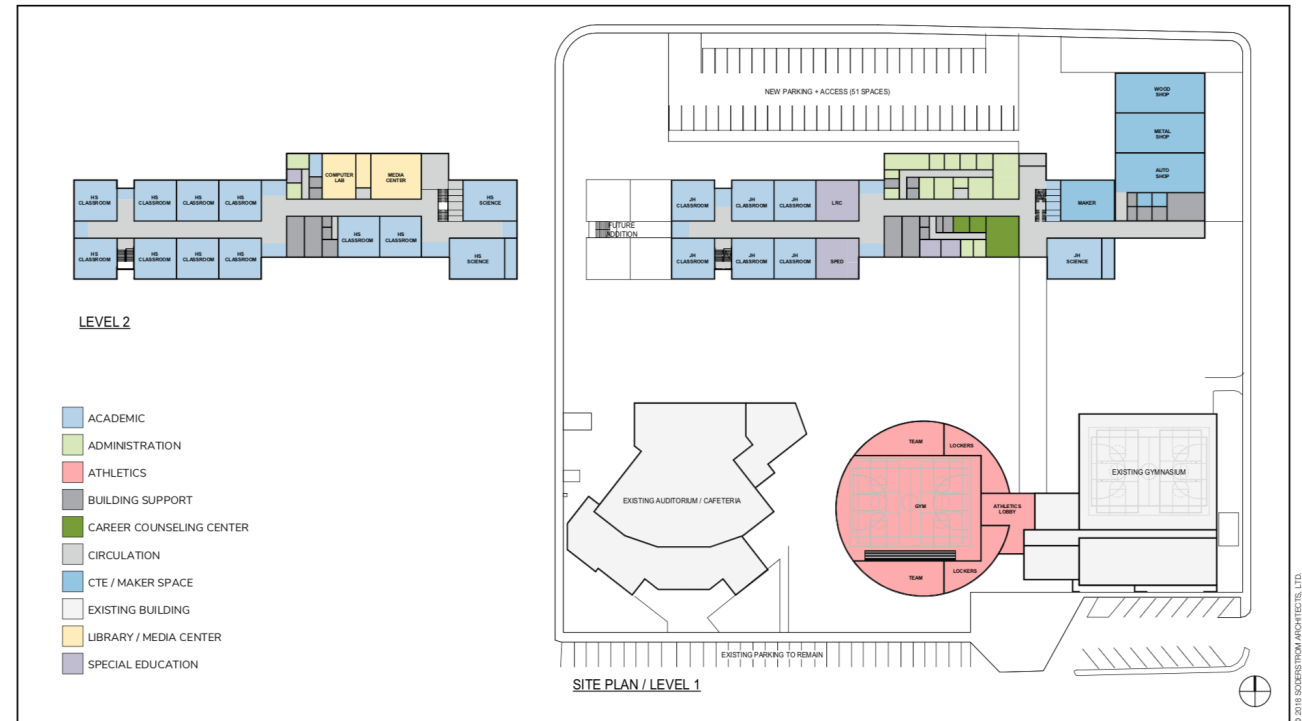 NEW PARKING + ACCESS (51 SPACES)
WOOD
SHOP
METAL
SHOP
AUTO
SHOP
COMPUTER
LAB
MEDIA
CENTER
HS
CLASSROOM
HS
CLASSROOM
HS
CLASSROOM
HS
CLASSROOM
HS
SCIENCE
HS
CLASSROOM
HS
CLASSROOM
HS
CLASSROOM
HS
CLASSROOM
HS
CLASSROOM
HS
CLASSROOM
HS
SCIENCE
LEVEL 2
JH
CLASSROOM
JH
CLASSROOM
JH
CLASSROOM
LRC
MAKER
FUTURE
ADDITION
JH
CLASSROOM
JH
CLASSROOM
JH
CLASSROOM
SPED
JH
SCIENCE
ACADEMIC
ADMINISTRATION
ATHLETICS
BUILDING SUPPORT
CAREER COUNSELING CENTER
CIRCULATION
CTE / MAKER SPACE
EXISTING BUILDING
LIBRARY / MEDIA CENTER
SPECIAL EDUCATION
EXISTING AUDITORIUM / CAFETERIA
TEAM
LOCKERS
GYM
ATHLETICS
LOBBY
TEAM
LOCKERS
EXISTING GYMNASIUM
EXISTING PARKING TO REMAIN
SITE PLAN / LEVEL 1
© 2018 SODERSTROM ARCHITECTS, LTD.